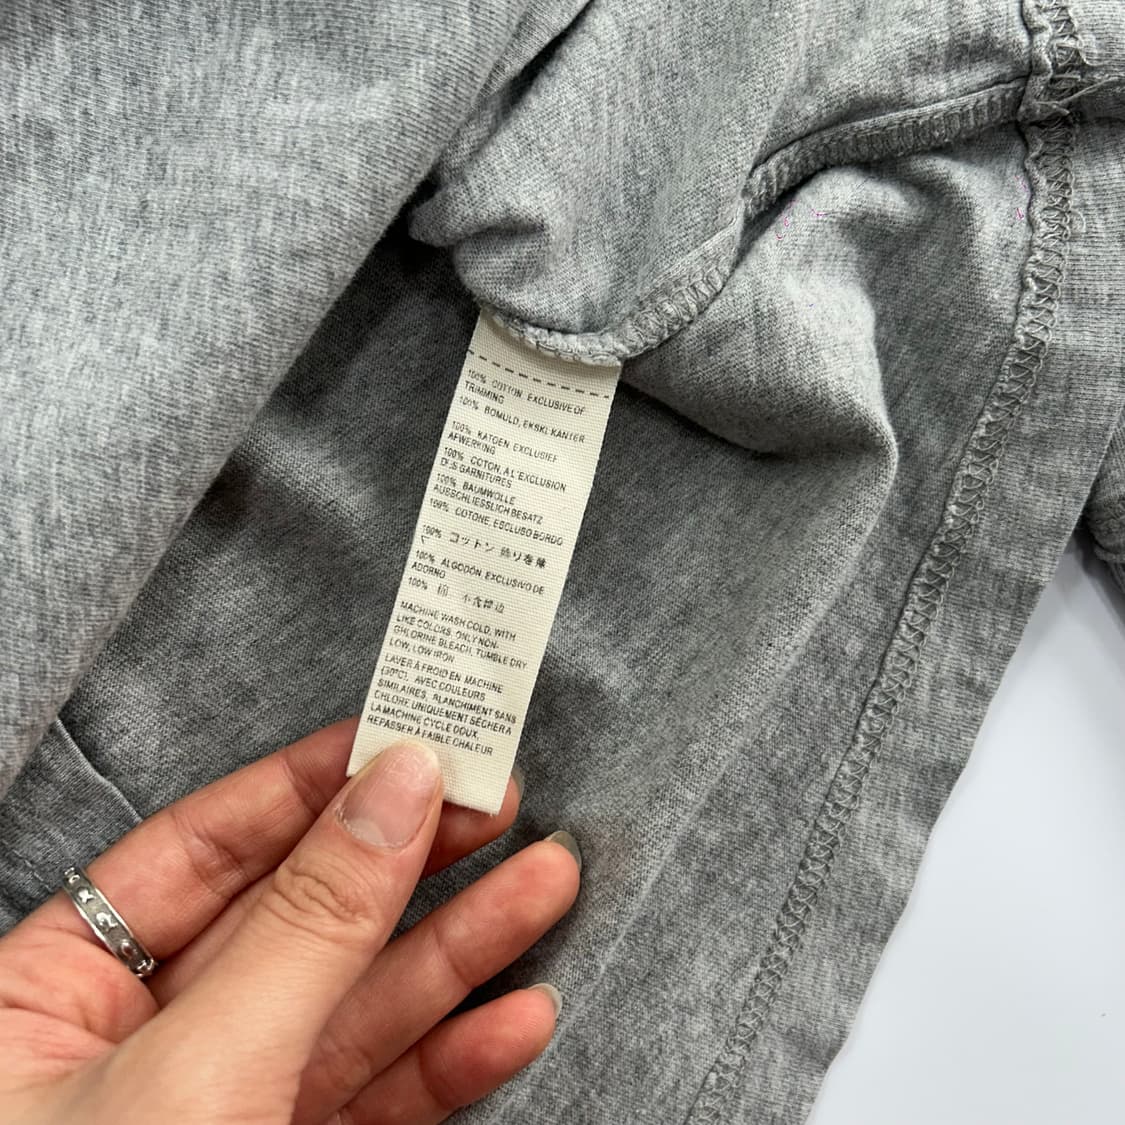 100% COTTON EXCLUSIVE OF
TRIMMING
100% BOMULD, EKSKL KANTER
100% KATOEN EXCLUSIEF
AFWERKING
100% COTON, A L'EXCLUSION
DES GARNITURES
100% BAUMWOLLE
AUSSCHLIESSLICH BESATZ
100% COTONE, ESCLUSO BORDO
100% コットン 飾り巻
100% ALGODÓN, EXCLUSIVO DE
ADORNO
100% 棉 不含
MACHINE WASH COLD, WITH
LIKE COLORS. ONLY NON-
CHLORINE BLEACH, TUMBLE DRY
LOW, LOW IRON
LAVER À FROID EN MACHINE
(30°C), AVEC COULEURS
SIMILAIRES, BLANCHIMENT SANS
CHLORE UNIQUEMENT SÉCHER A
LA MACHINE CYCLE DOUX,
REPASSER À FAIBLE CHALEUR